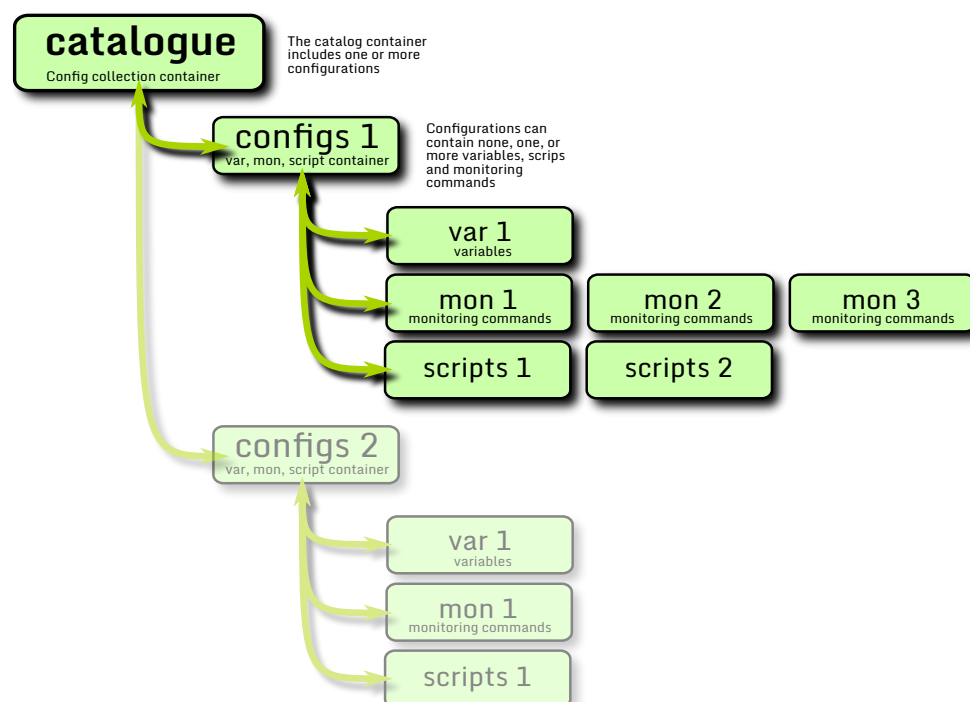 catalogue
Config collection container
The catalog container
includes one or more
configurations
configs 1
var, mon, script container
Configurations can
contain none, one, or
more variables, scrips
and monitoring
commands
var 1
variables
mon 1
monitoring commands
mon 2
monitoring commands
mon 3
monitoring commands
scripts 1
scripts 2
configs 2
var, mon, script container
var 1
variables
mon 1
monitoring commands
scripts 1